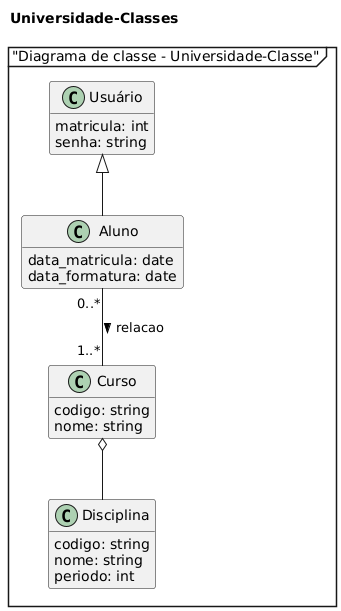 Universidade-Classes
"Diagrama de classe - Universidade-Classe"
C Usuário
matricula: int
senha: string
C Aluno
data_matricula: date
data_formatura: date
0..*
relacao
1..*
C Curso
codigo: string
nome: string
C Disciplina
codigo: string
nome: string
periodo: int